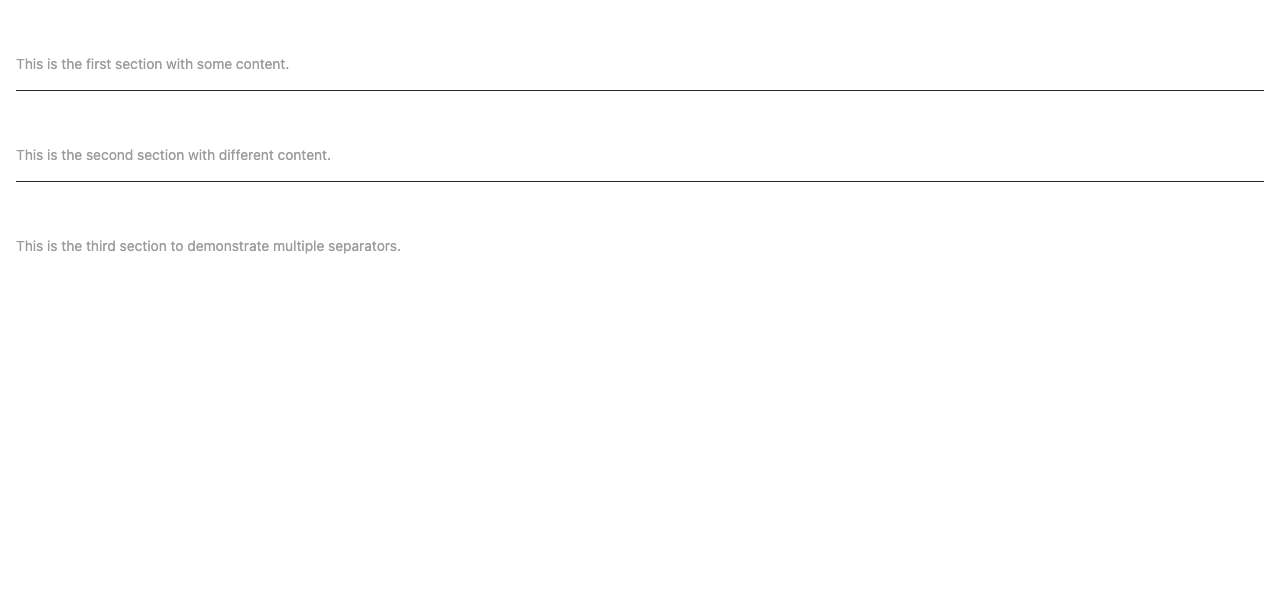 This is the first section with some content.
This is the second section with different content.
This is the third section to demonstrate multiple separators.